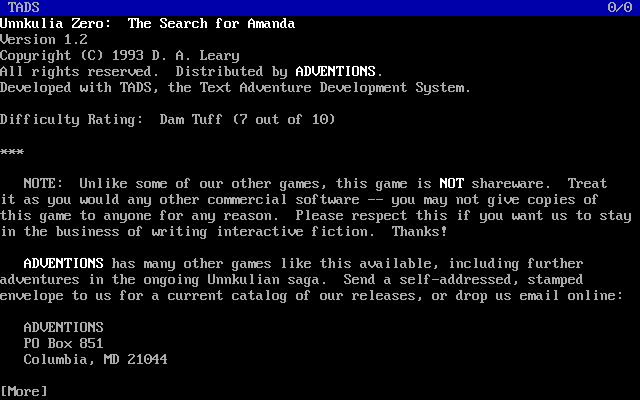 TADS 0/0
Unnkulia Zero: The Search for Amanda
Version 1.2
Copyright (C) 1993 D. A. Leary
All rights reserved. Distributed by ADVENTIONS.
Developed with TADS, the Text Adventure Development System.
Difficulty Rating: Dam Tuff (7 out of 10)
***
NOTE: Unlike some of our other games, this game is NOT shareware. Treat
it as you would any other commercial software -- you may not give copies of
this game to anyone for any reason. Please respect this if you want us to stay
in the business of writing interactive fiction. Thanks!
ADVENTIONS has many other games like this available, including further
adventures in the ongoing Unnkulian saga. Send a self-addressed, stamped
envelope to us for a current catalog of our releases, or drop us email online:
ADVENTIONS
PO Box 851
Columbia, MD 21044
[More]